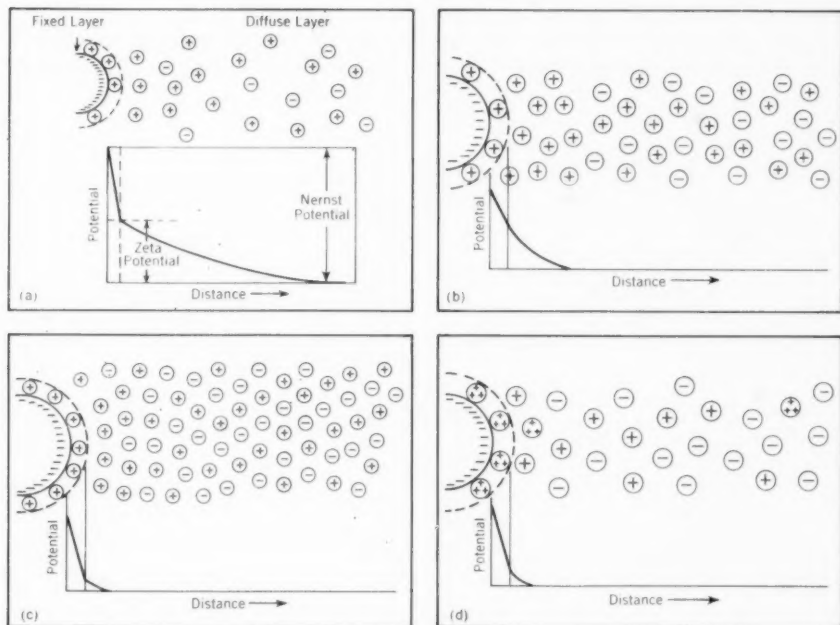 Fixed Layer
Diffuse Layer
Potential
Nernst
Potential
Zeta
Potential
Distance
(a)
Potential
Distance
(b)
Potential
Distance
(c)
Potential
Distance
(d)